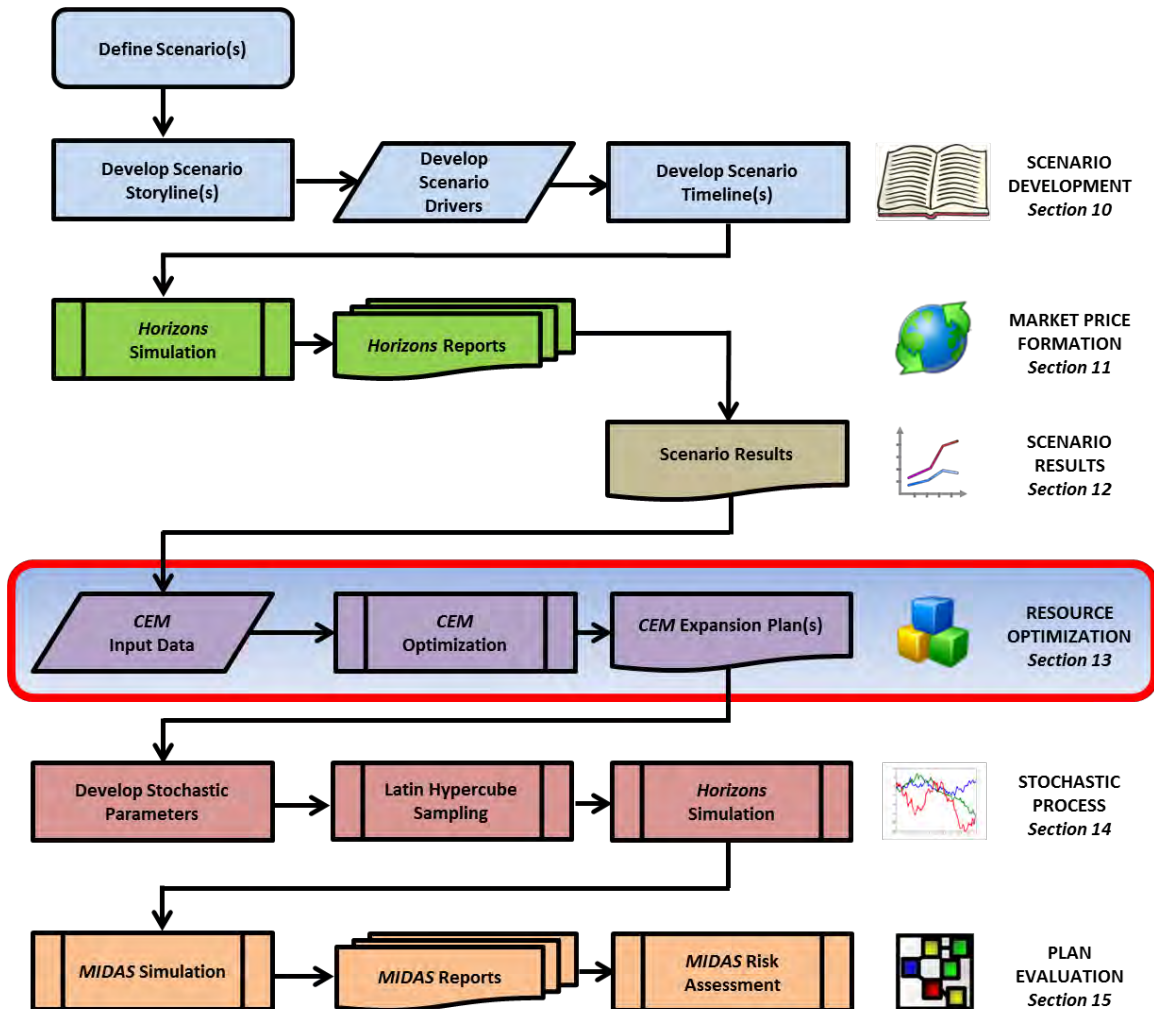 Define Scenario(s)
Develop Scenario
Storyline(s)
Develop
Scenario
Drivers
Develop Scenario
Timeline(s)
SCENARIO
DEVELOPMENT
Section 10
Horizons
Simulation
Horizons Reports
MARKET PRICE
FORMATION
Section 11
Scenario Results
SCENARIO
RESULTS
Section 12
CEM
Input Data
CEM
Optimization
CEM Expansion Plan(s)
RESOURCE
OPTIMIZATION
Section 13
Develop Stochastic
Parameters
Latin Hypercube
Sampling
Horizons
Simulation
STOCHASTIC
PROCESS
Section 14
MIDAS Simulation
MIDAS Reports
MIDAS Risk
Assessment
PLAN
EVALUATION
Section 15